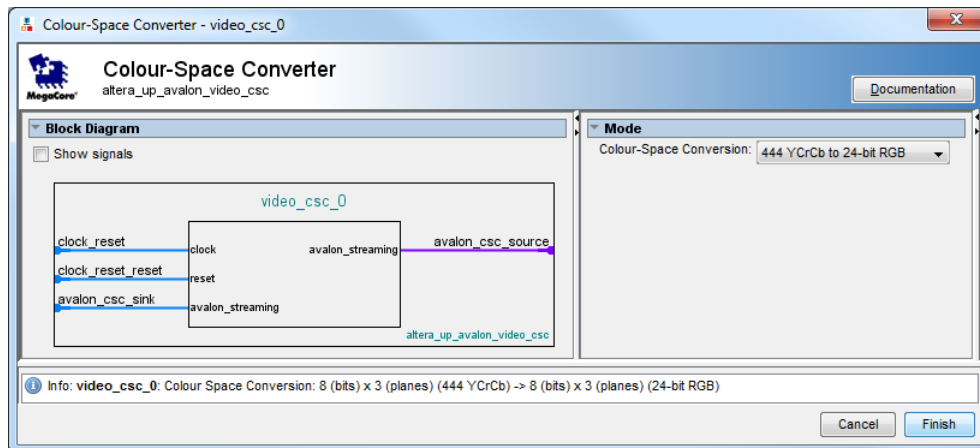 Colour-Space Converter - video_csc_0
Colour-Space Converter
altera_up_avalon_video_csc
MegaCore®
Documentation
Block Diagram
Show signals
video_csc_0
clock_reset
clock
avalon_streaming
avalon_csc_source
clock_reset_reset
reset
avalon_csc_sink
avalon_streaming
altera_up_avalon_video_csc
Mode
Colour-Space Conversion: 444 YCrCb to 24-bit RGB
Info: video_csc_0: Colour Space Conversion: 8 (bits) x 3 (planes) (444 YCrCb) -> 8 (bits) x 3 (planes) (24-bit RGB)
Cancel Finish